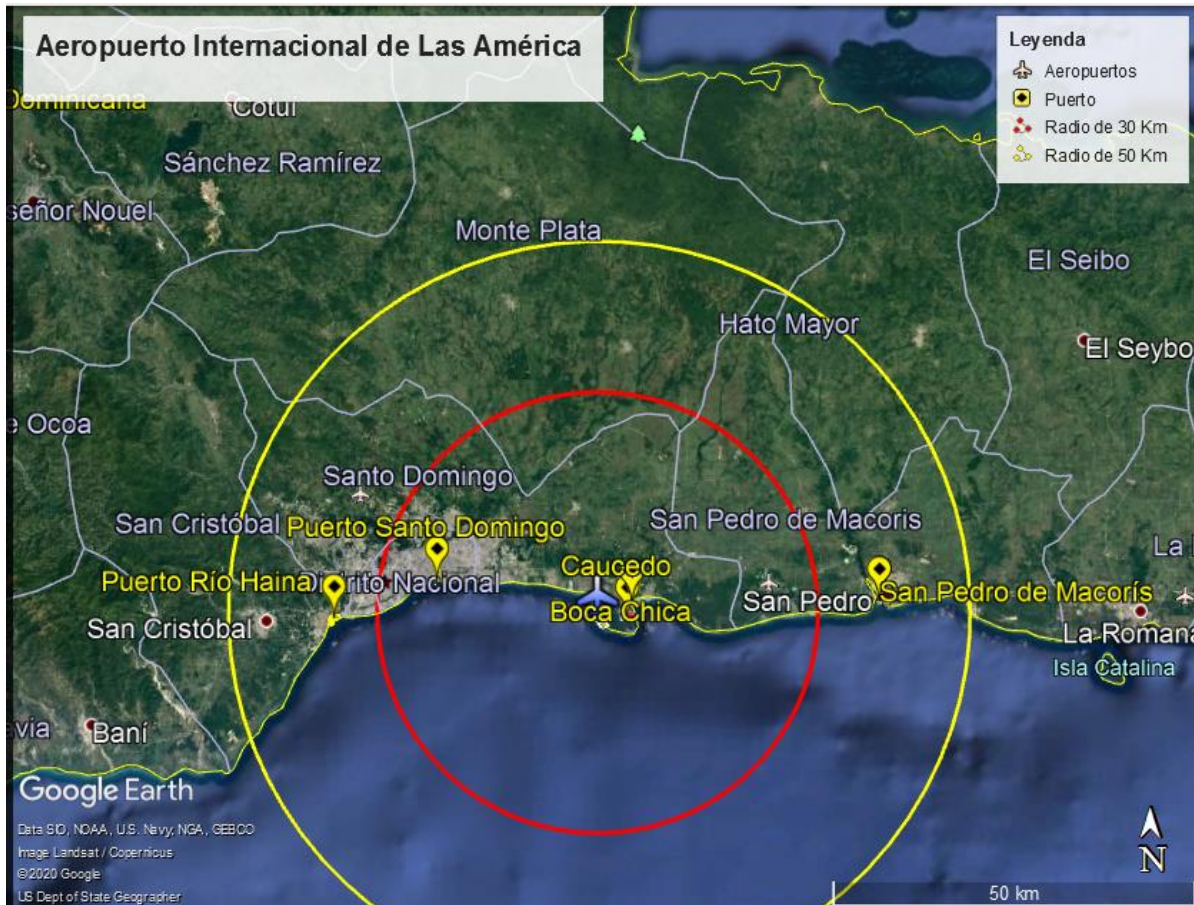 Aeropuerto Internacional de Las América
Leyenda
Aeropuertos
Puerto
Radio de 30 Km
Radio de 50 Km
Dominicana
Cotuí
Sánchez Ramírez
señor Nouel
Monte Plata
El Seibo
Hato Mayor
El Seybo
e Ocoa
Santo Domingo
San Cristóbal
Puerto Santo Domingo
San Pedro de Macoris
La
Caucedo
Puerto Río Haina
Distrito Nacional
Boca Chica
San Pedro
San Pedro de Macorís
San Cristóbal
La Romana
Isla Catalina
avía
Baní
Google Earth
Data SIO, NOAA, U.S. Navy, NGA, GEBCO
Image Landsat / Copernicus
©2020 Google
US Dept of State Geographer
N
50 km